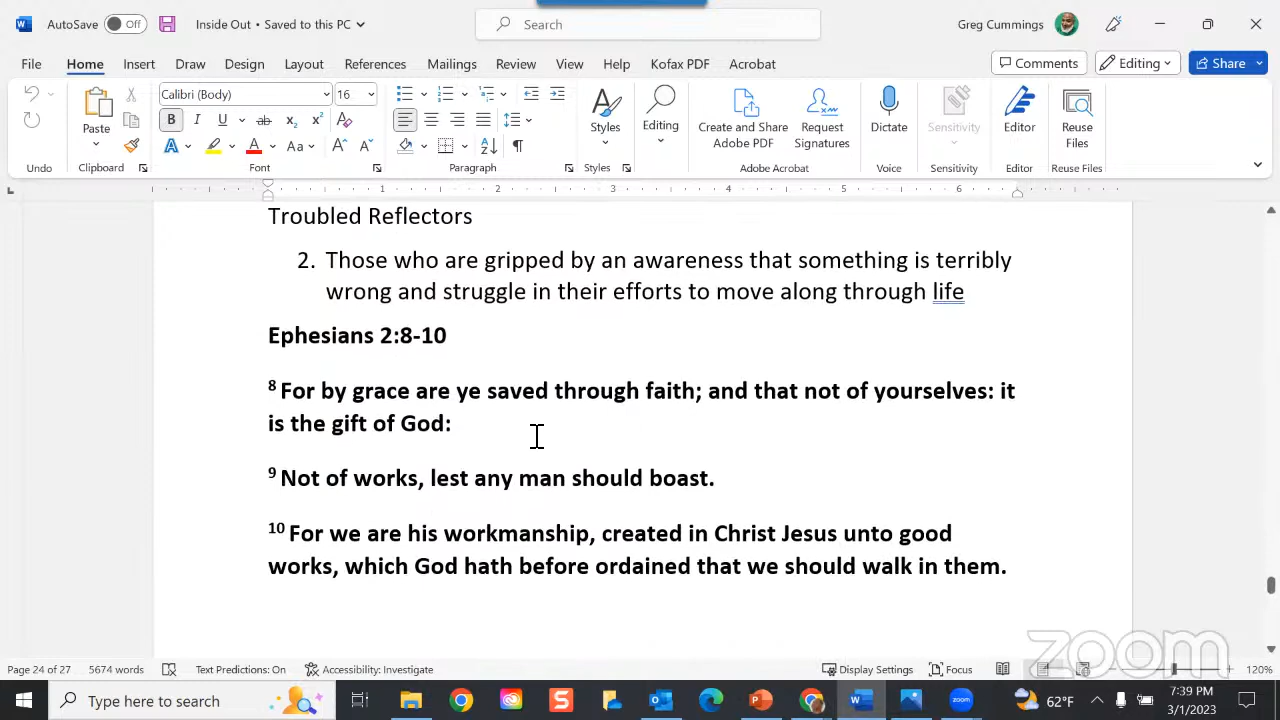 AutoSave Off Inside Out • Saved to this PC Search Greg Cummings
File Home Insert Draw Design Layout References Mailings Review View Help Kofax PDF Acrobat Comments Editing Share
Calibri (Body) 16
Paste Styles Editing Create and Share Adobe PDF Request Signatures Dictate Sensitivity Editor Reuse Files
Undo Clipboard Font Paragraph Styles Adobe Acrobat Voice Sensitivity Editor Reuse Files
1 2 3 4 5 6
Troubled Reflectors
2. Those who are gripped by an awareness that something is terribly
wrong and struggle in their efforts to move along through life
Ephesians 2:8-10
8 For by grace are ye saved through faith; and that not of yourselves: it
is the gift of God:
9 Not of works, lest any man should boast.
10 For we are his workmanship, created in Christ Jesus unto good
works, which God hath before ordained that we should walk in them.
zoom
Page 24 of 27 5674 words Text Predictions: On Accessibility: Investigate Display Settings Focus 120%
Type here to search 62°F 7:39 PM
3/1/2023